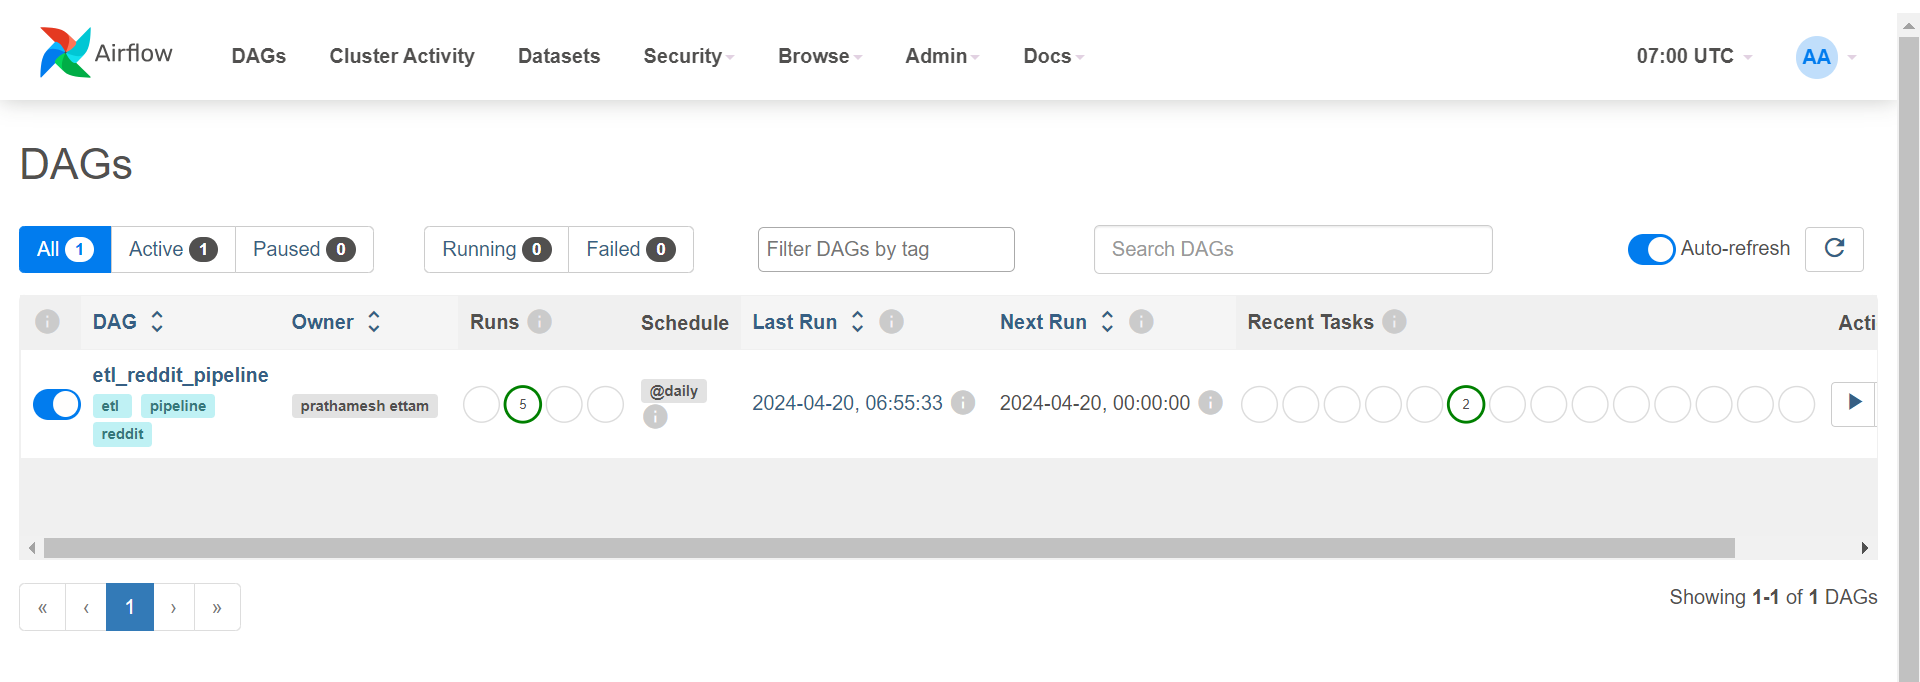 Airflow DAGs Cluster Activity Datasets Security Browse Admin Docs 07:00 UTC AA
DAGs
All 1 Active 1 Paused 0 Running 0 Failed 0 Filter DAGs by tag Search DAGs Auto-refresh
DAG Owner Runs Schedule Last Run Next Run Recent Tasks Acti
etl_reddit_pipeline
etl pipeline prathamesh ettam 5 @daily 2024-04-20, 06:55:33 2024-04-20, 00:00:00 2
reddit
« ‹ 1 › »
Showing 1-1 of 1 DAGs